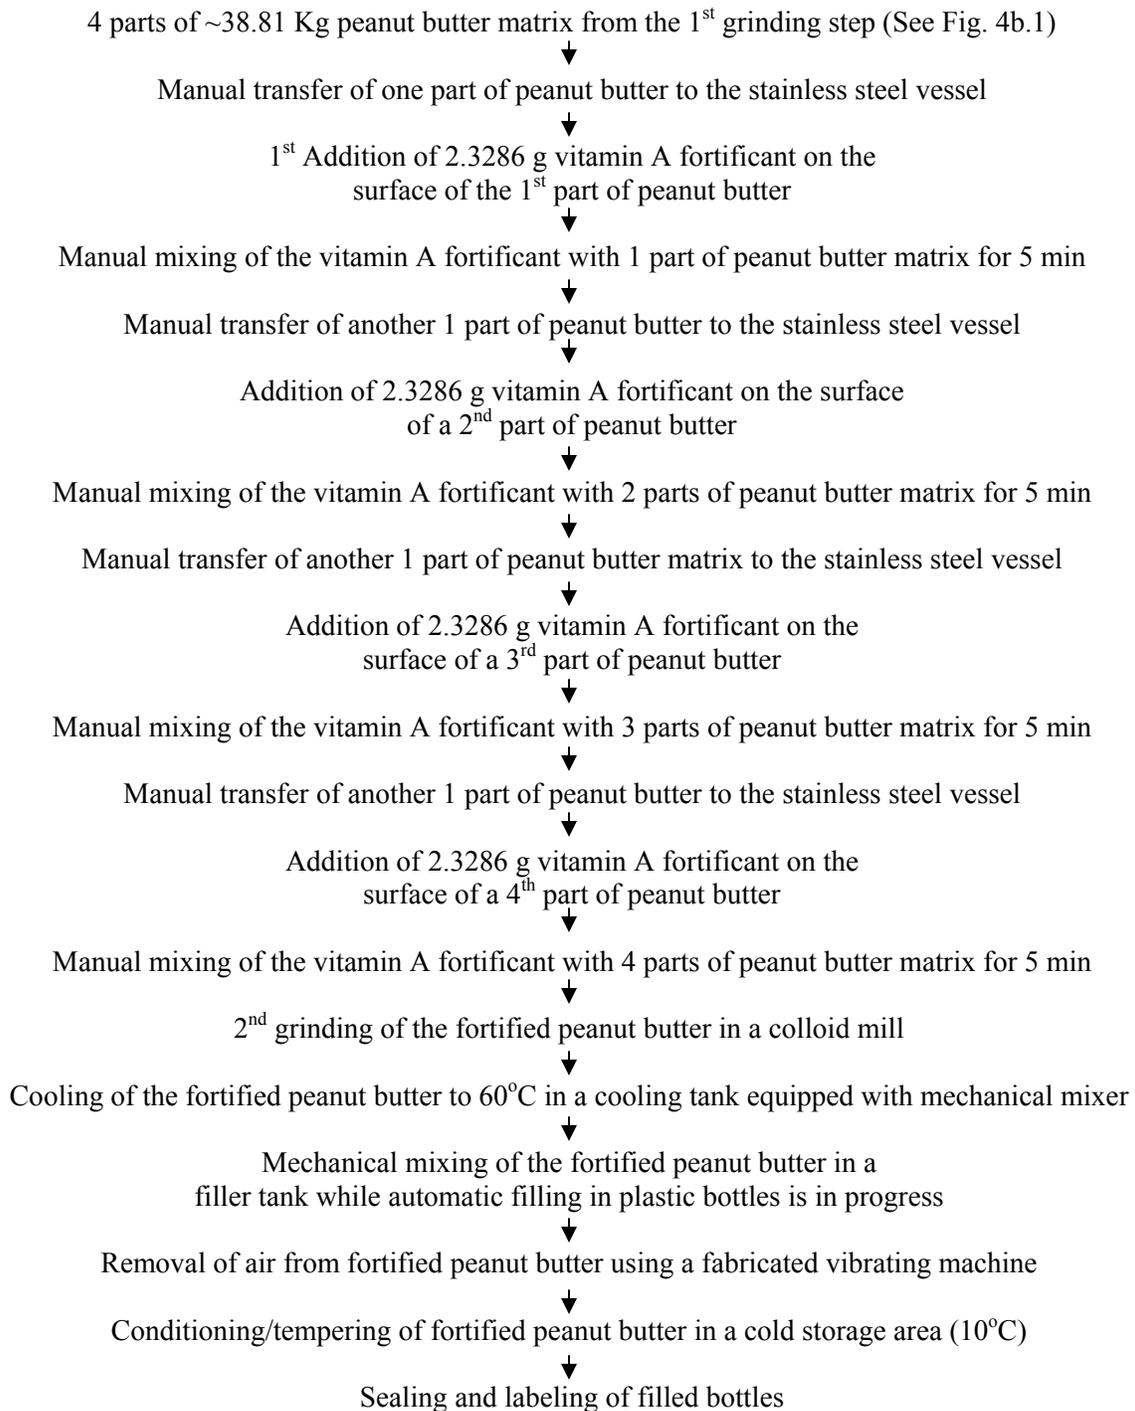 4 parts of ~38.81 Kg peanut butter matrix from the 1st grinding step (See Fig. 4b.1)
Manual transfer of one part of peanut butter to the stainless steel vessel
1st Addition of 2.3286 g vitamin A fortificant on the
surface of the 1st part of peanut butter
Manual mixing of the vitamin A fortificant with 1 part of peanut butter matrix for 5 min
Manual transfer of another 1 part of peanut butter to the stainless steel vessel
Addition of 2.3286 g vitamin A fortificant on the surface
of a 2nd part of peanut butter
Manual mixing of the vitamin A fortificant with 2 parts of peanut butter matrix for 5 min
Manual transfer of another 1 part of peanut butter matrix to the stainless steel vessel
Addition of 2.3286 g vitamin A fortificant on the
surface of a 3rd part of peanut butter
Manual mixing of the vitamin A fortificant with 3 parts of peanut butter matrix for 5 min
Manual transfer of another 1 part of peanut butter to the stainless steel vessel
Addition of 2.3286 g vitamin A fortificant on the
surface of a 4th part of peanut butter
Manual mixing of the vitamin A fortificant with 4 parts of peanut butter matrix for 5 min
2nd grinding of the fortified peanut butter in a colloid mill
Cooling of the fortified peanut butter to 60°C in a cooling tank equipped with mechanical mixer
Mechanical mixing of the fortified peanut butter in a
filler tank while automatic filling in plastic bottles is in progress
Removal of air from fortified peanut butter using a fabricated vibrating machine
Conditioning/tempering of fortified peanut butter in a cold storage area (10°C)
Sealing and labeling of filled bottles